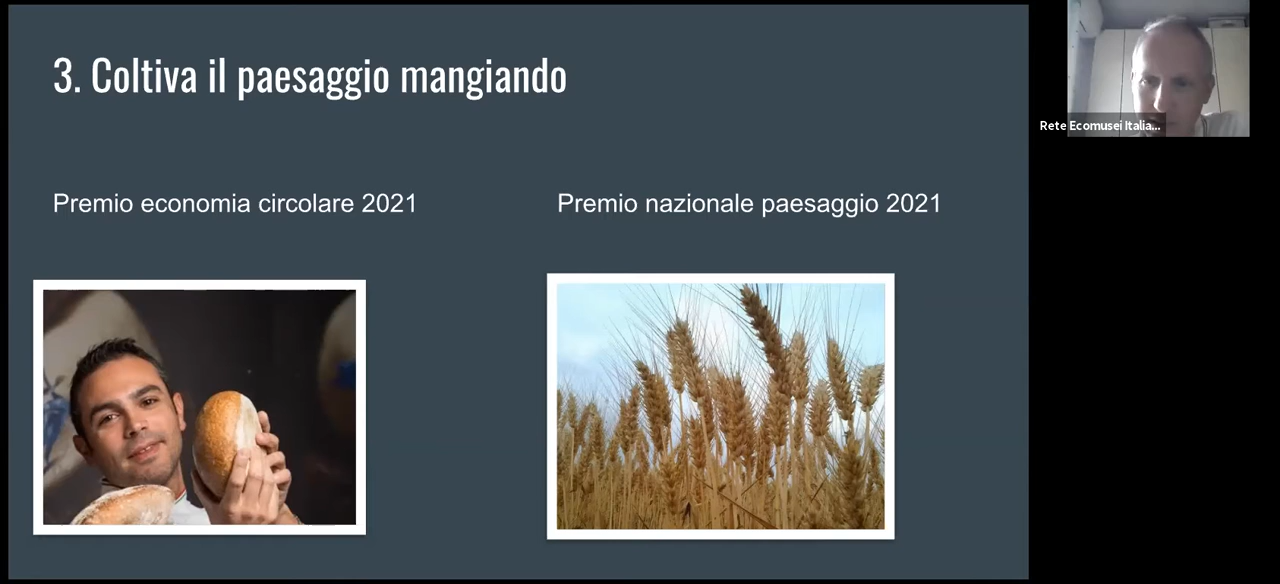 3. Coltiva il paesaggio mangiando
Premio economia circolare 2021
Premio nazionale paesaggio 2021
Rete Ecomusei Italia...